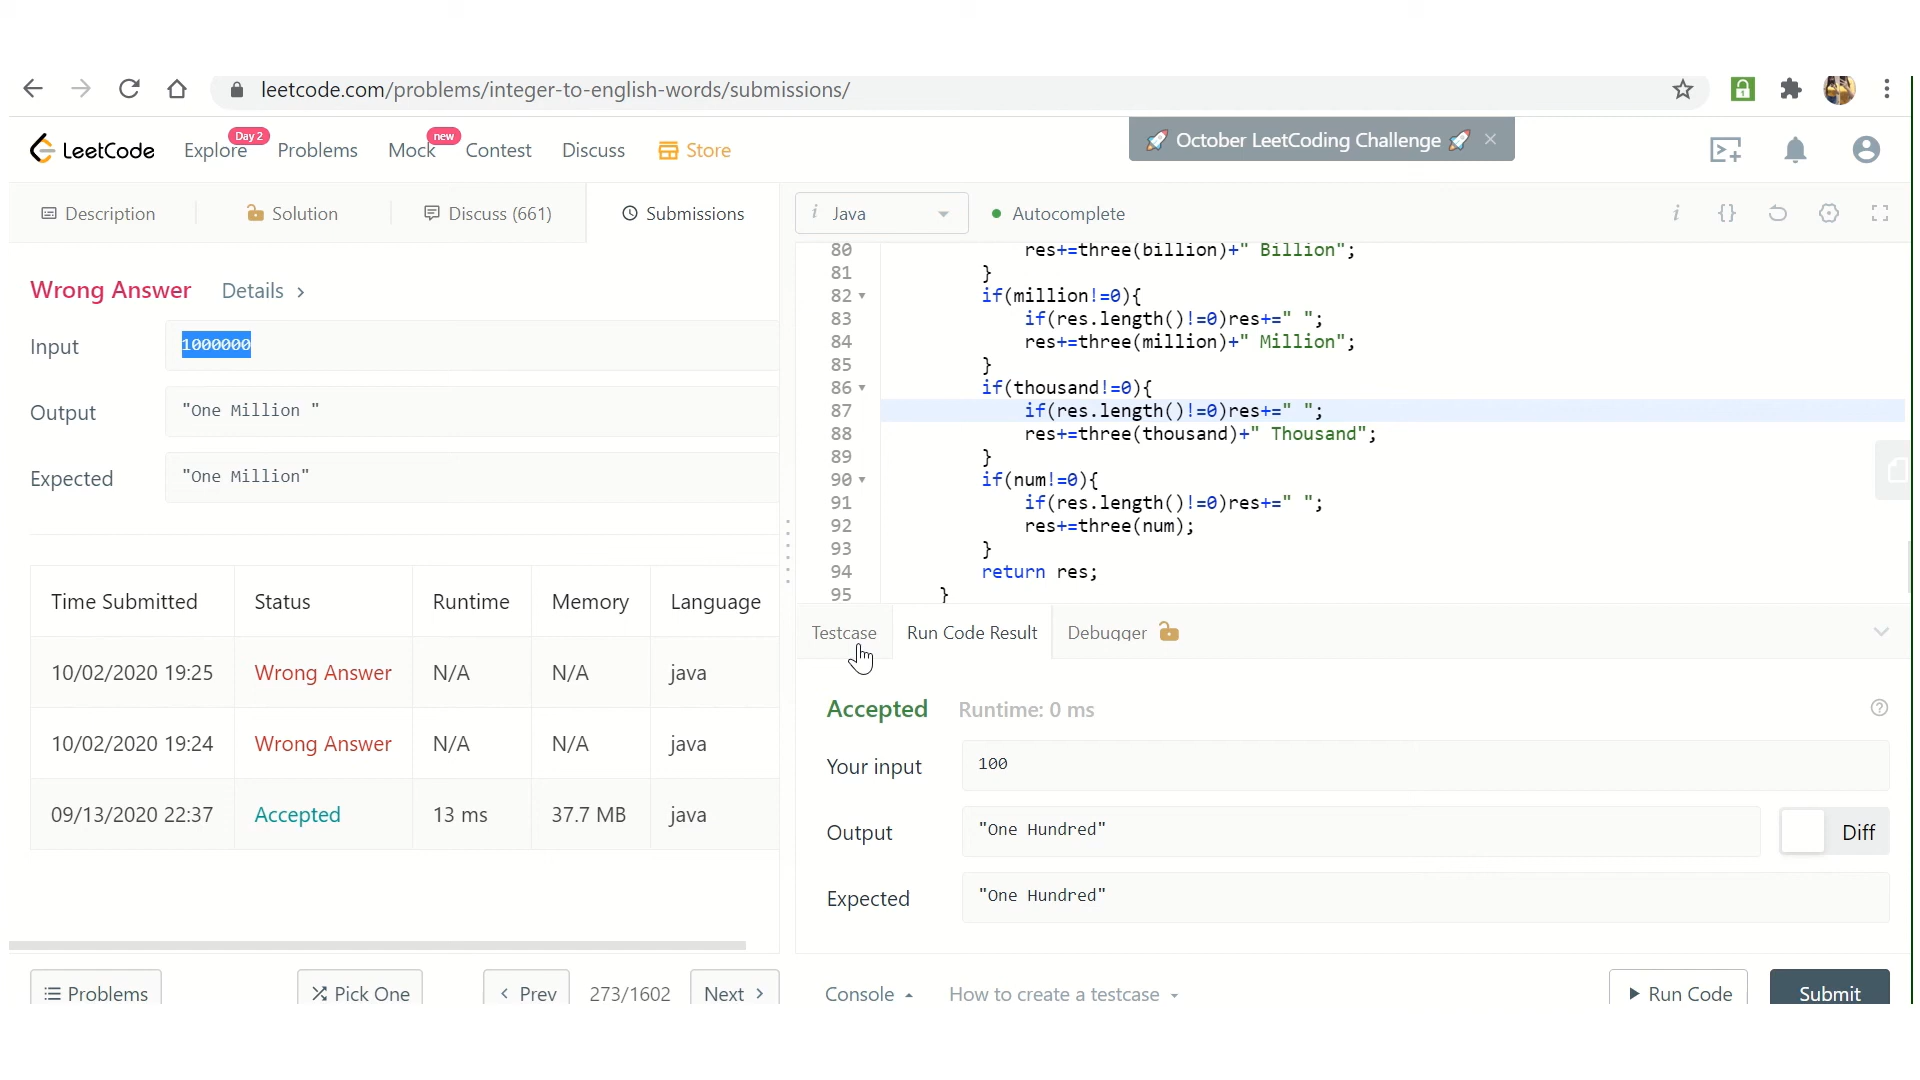 leetcode.com/problems/integer-to-english-words/submissions/
LeetCode
Explore
Day 2
Problems
Mock
new
Contest
Discuss
Store
🚀 October LeetCoding Challenge 🚀 ×
Description
Solution
Discuss (661)
Submissions
i Java
Autocomplete
i {}
Wrong Answer Details >
Input 1000000
Output "One Million "
Expected "One Million"
Time Submitted Status Runtime Memory Language
10/02/2020 19:25 Wrong Answer N/A N/A java
10/02/2020 19:24 Wrong Answer N/A N/A java
09/13/2020 22:37 Accepted 13 ms 37.7 MB java
80 res+=three(billion)+" Billion";
81 }
82 if(million!=0){
83 if(res.length()!=0)res+=" ";
84 res+=three(million)+" Million";
85 }
86 if(thousand!=0){
87 if(res.length()!=0)res+=" ";
88 res+=three(thousand)+" Thousand";
89 }
90 if(num!=0){
91 if(res.length()!=0)res+=" ";
92 res+=three(num);
93 }
94 return res;
95 }
Testcase Run Code Result Debugger
Accepted Runtime: 0 ms
Your input 100
Output "One Hundred" Diff
Expected "One Hundred"
Problems Pick One < Prev 273/1602 Next >
Console How to create a testcase Run Code Submit